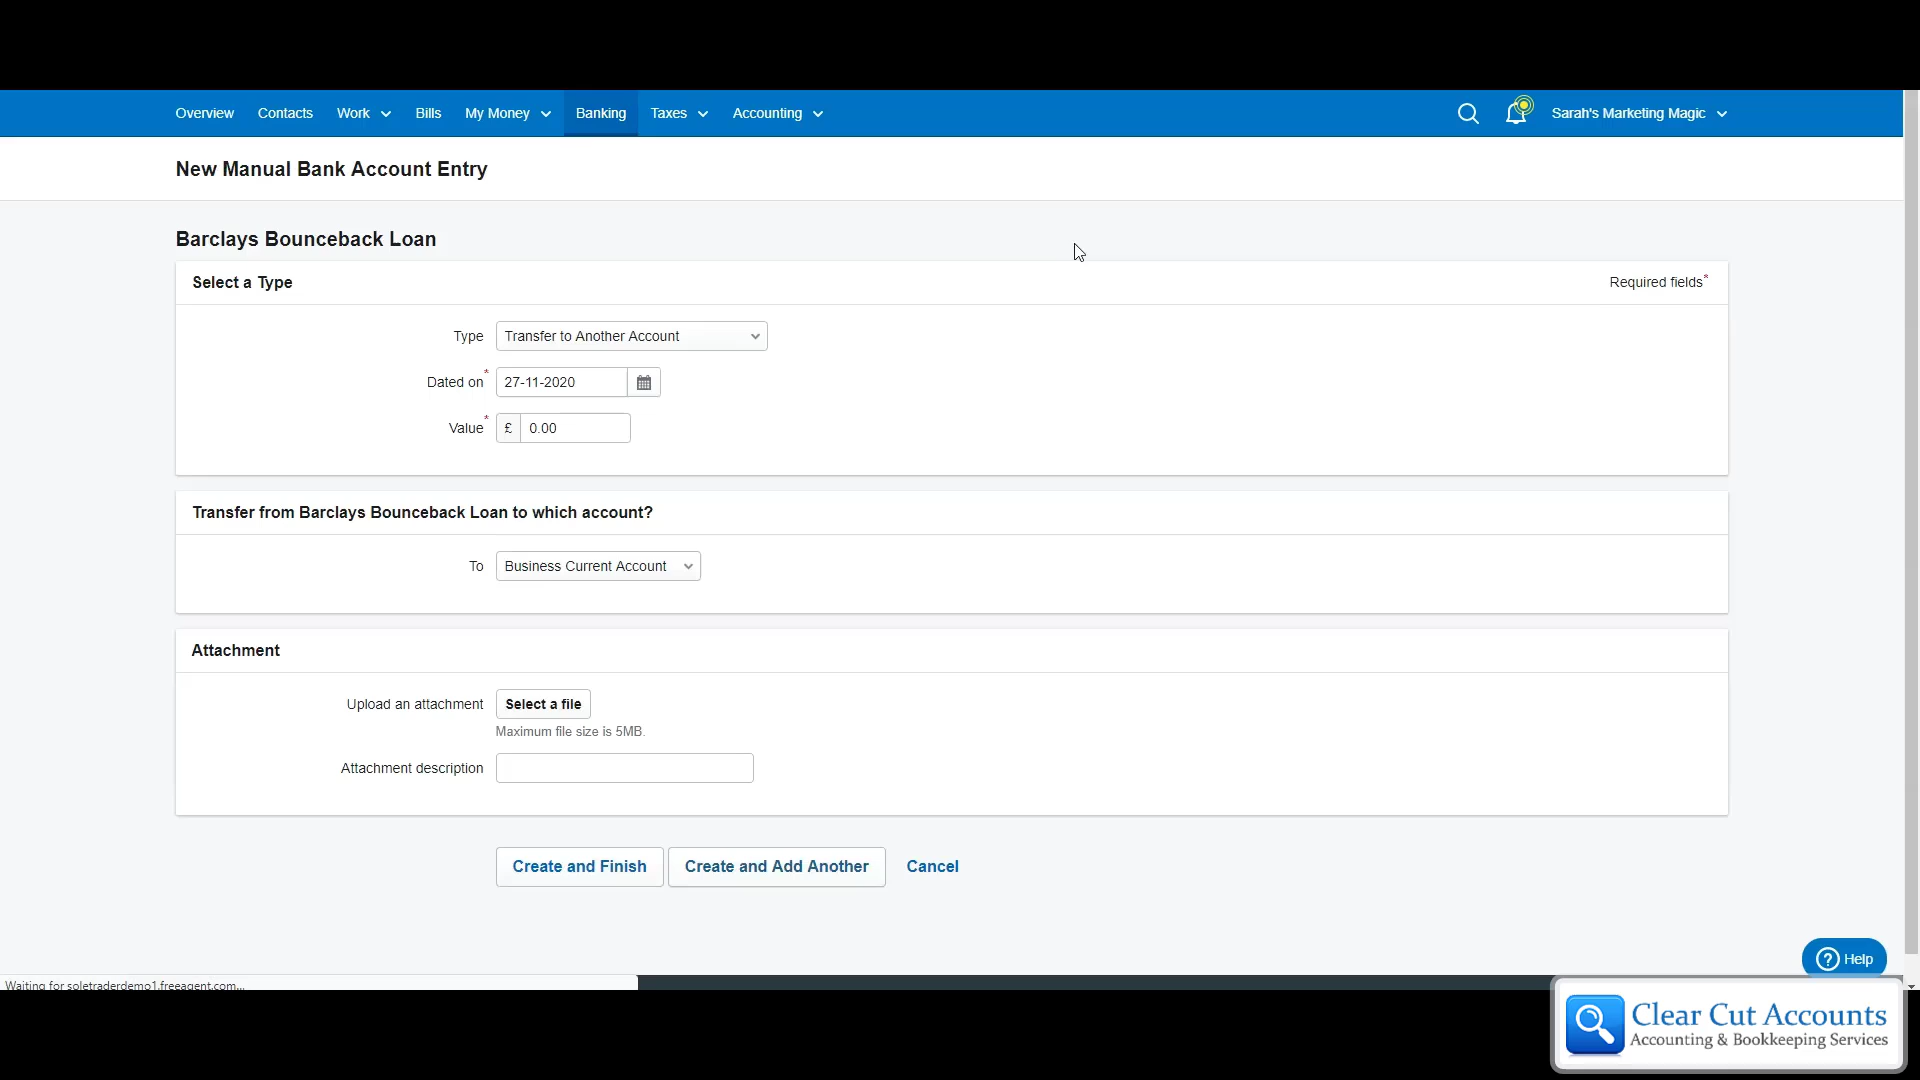 Overview Contacts Work Bills My Money Banking Taxes Accounting Sarah's Marketing Magic
New Manual Bank Account Entry
Barclays Bounceback Loan
Select a Type Required fields*
Type Transfer to Another Account
Dated on* 27-11-2020
Value* £ 0.00
Transfer from Barclays Bounceback Loan to which account?
To Business Current Account
Attachment
Upload an attachment Select a file
Maximum file size is 5MB.
Attachment description
Create and Finish Create and Add Another Cancel
? Help
Waiting for soletraderdemo1.freeagent.com...
Clear Cut Accounts
Accounting & Bookkeeping Services